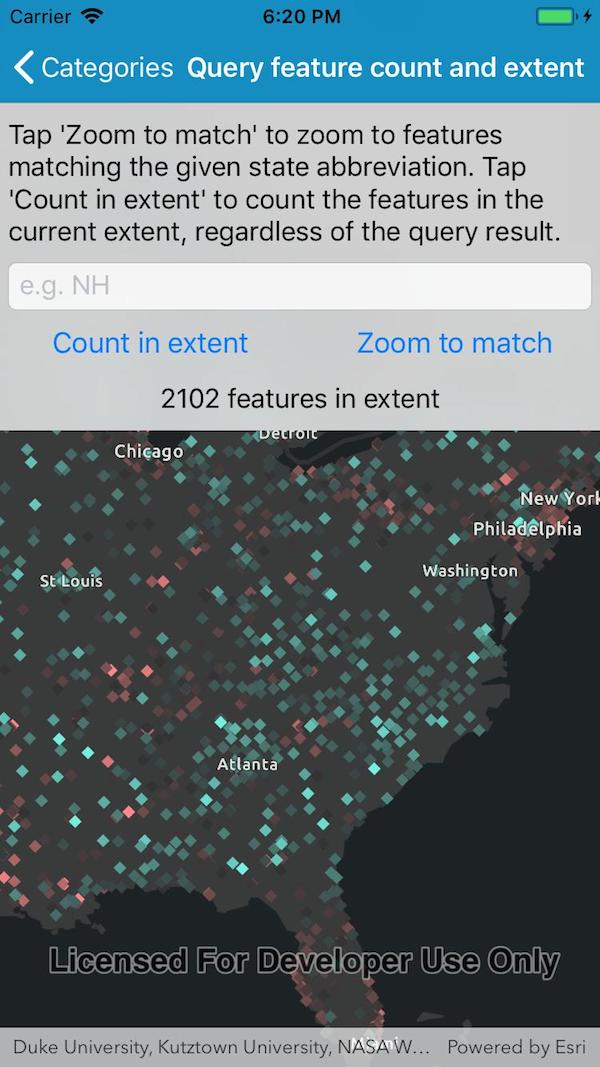 Carrier 6:20 PM
Categories Query feature count and extent
Tap 'Zoom to match' to zoom to features
matching the given state abbreviation. Tap
'Count in extent' to count the features in the
current extent, regardless of the query result.
e.g. NH
Count in extent Zoom to match
2102 features in extent
Detroit
Chicago
New York
Philadelphia
Washington
St Louis
Atlanta
Licensed For Developer Use Only
Duke University, Kutztown University, NASA W... Powered by Esri